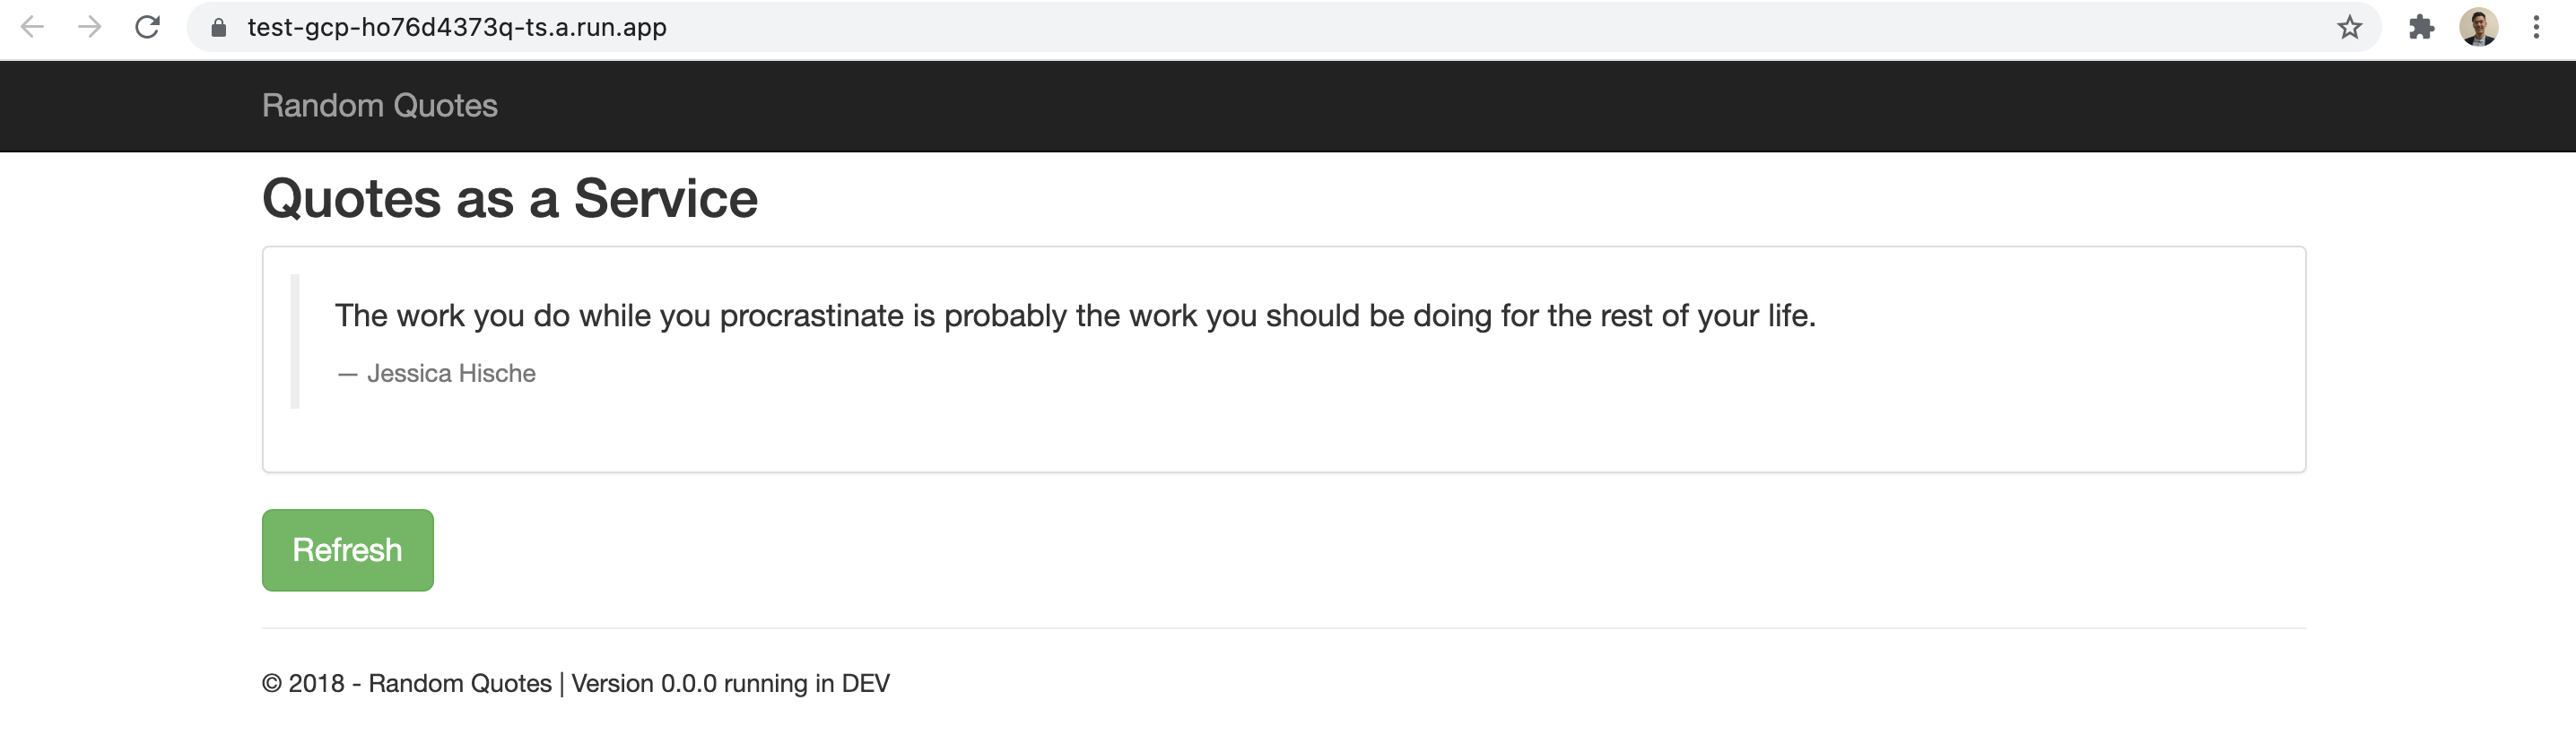 test-gcp-ho76d4373q-ts.a.run.app
Random Quotes
Quotes as a Service
The work you do while you procrastinate is probably the work you should be doing for the rest of your life.
— Jessica Hische
Refresh
© 2018 - Random Quotes | Version 0.0.0 running in DEV